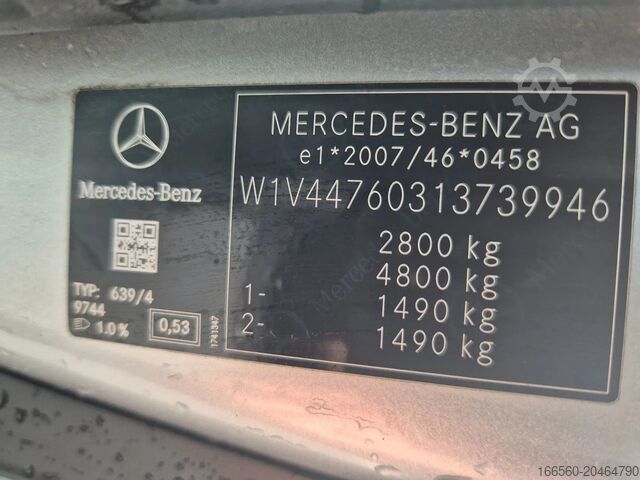 MERCEDES-BENZ AG
e1*2007/46*0458
W1V44760313739946
2800 kg
4800 kg
1- 1490 kg
2- 1490 kg
Mercedes-Benz
TYP: 639/4
9744
1.0% 0,53
1741347
166560-20464790